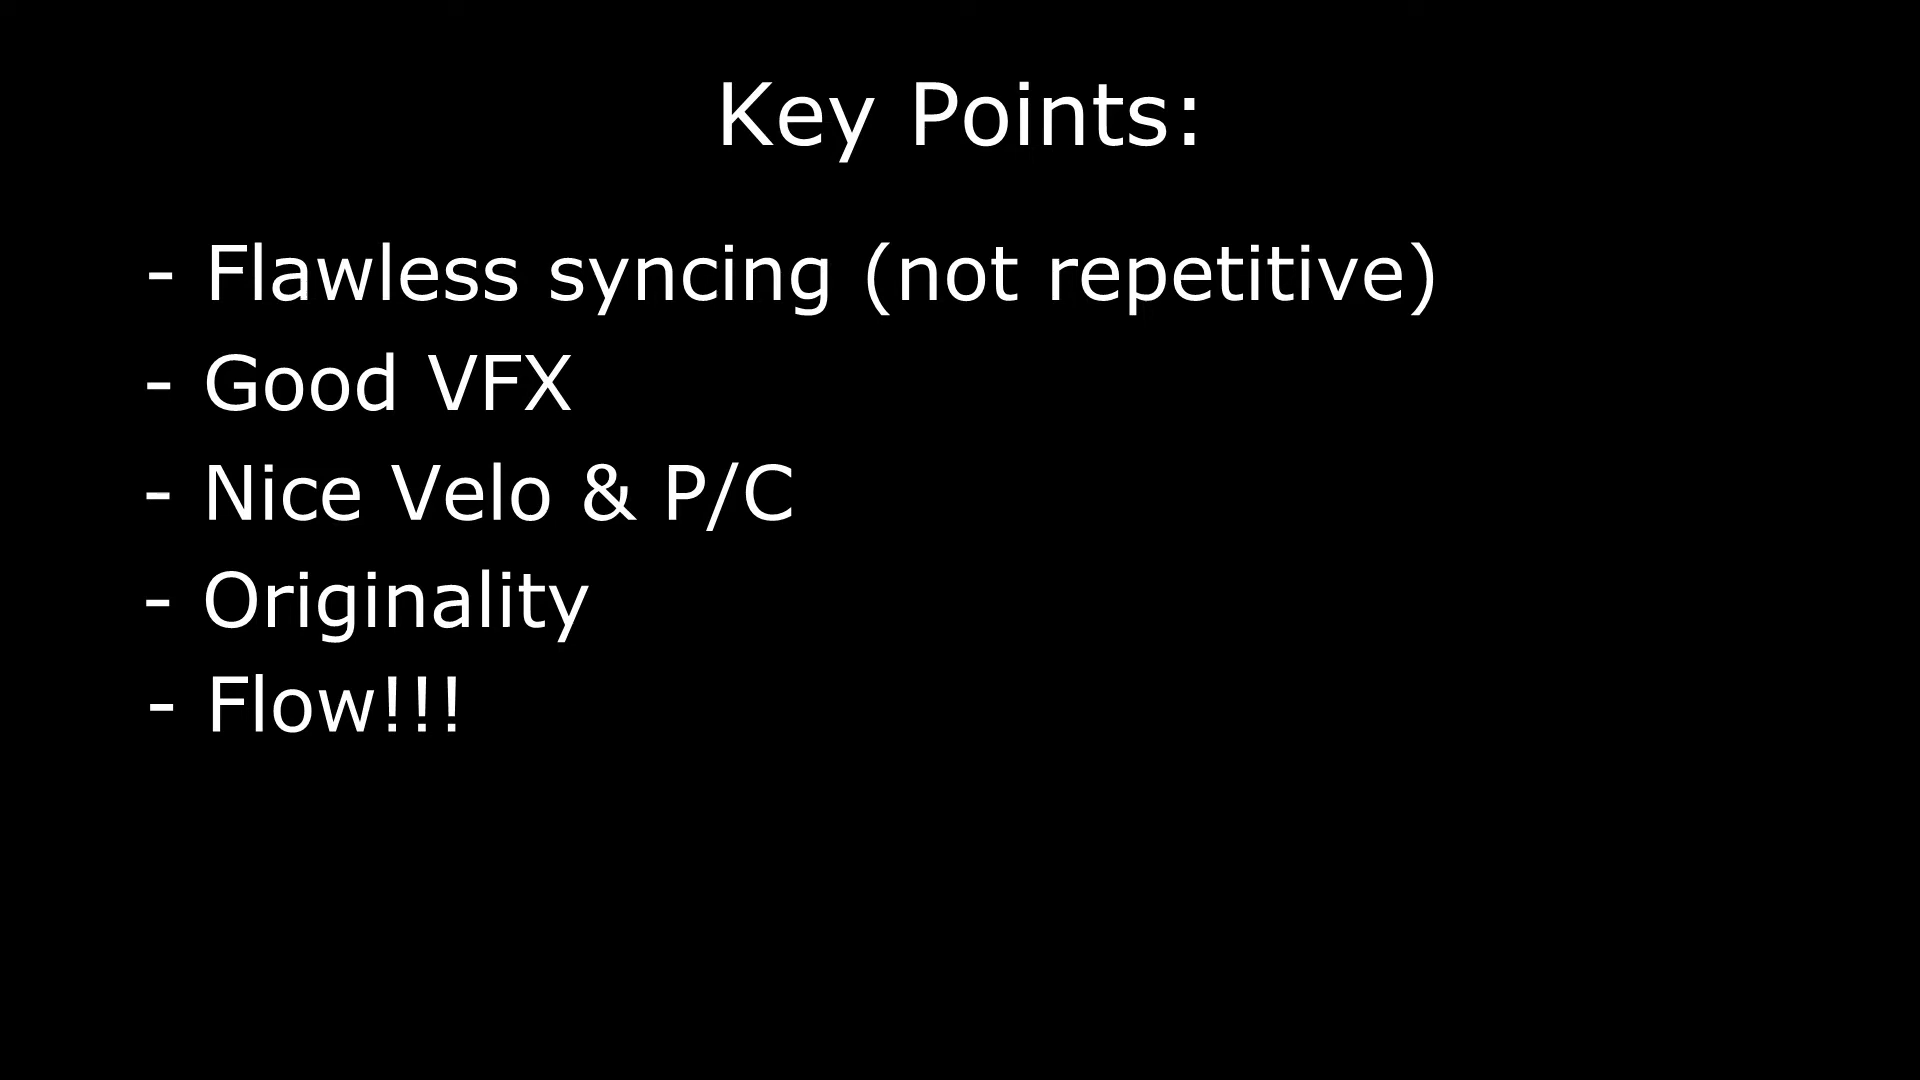 Key Points:
- Flawless syncing (not repetitive)
- Good VFX
- Nice Velo & P/C
- Originality
- Flow!!!